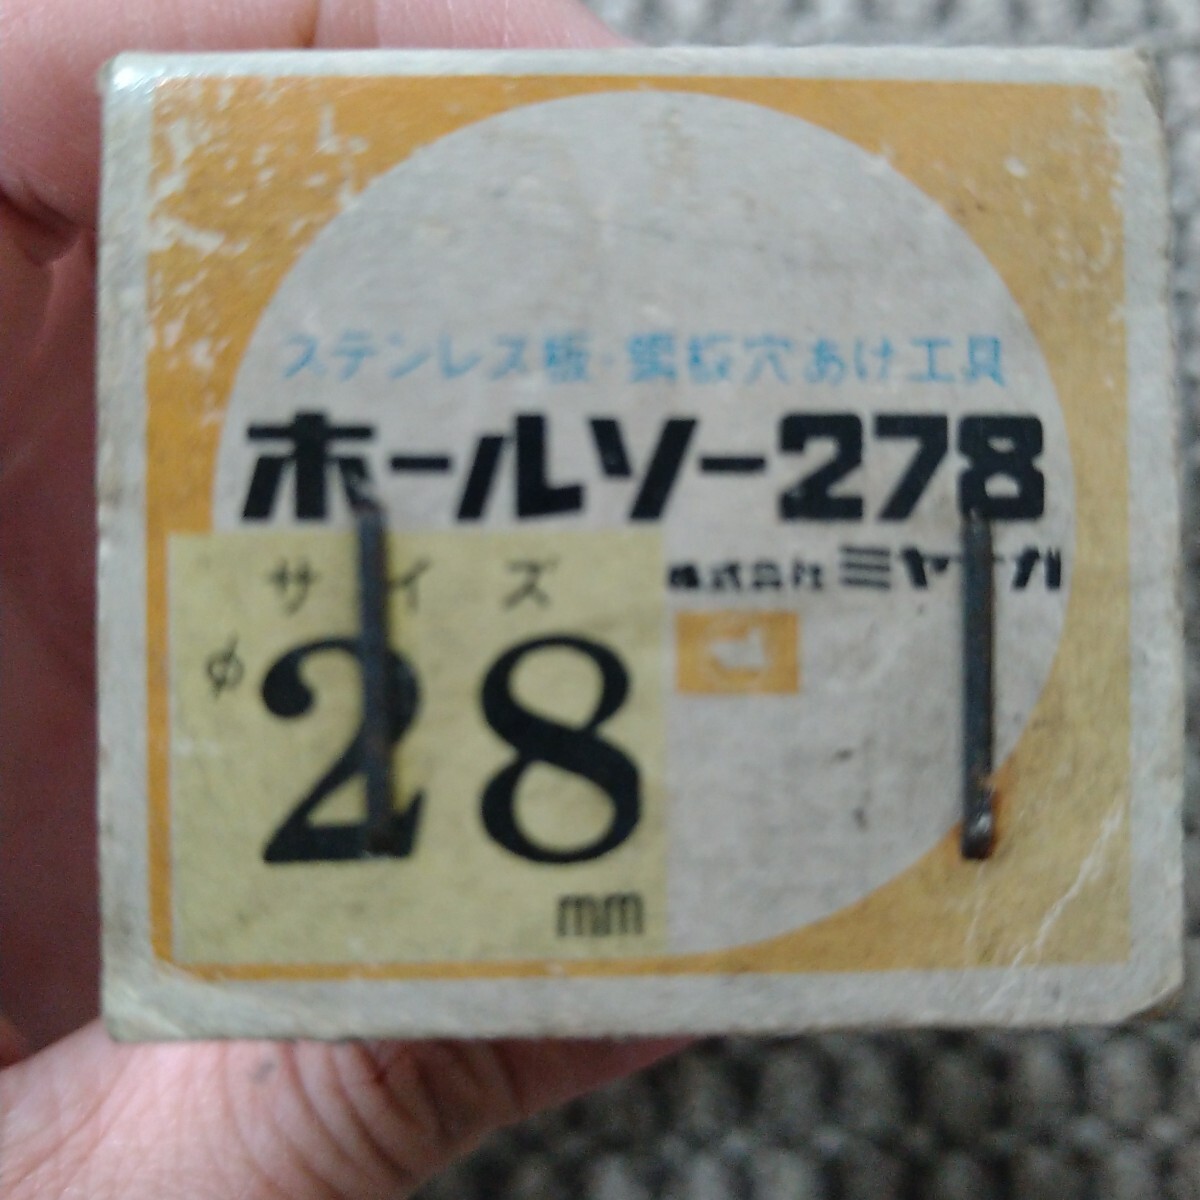 ステンレス板・鋼板穴あけ工具
ホールソー278
株式会社ミヤナガ
サイズ
φ28
mm